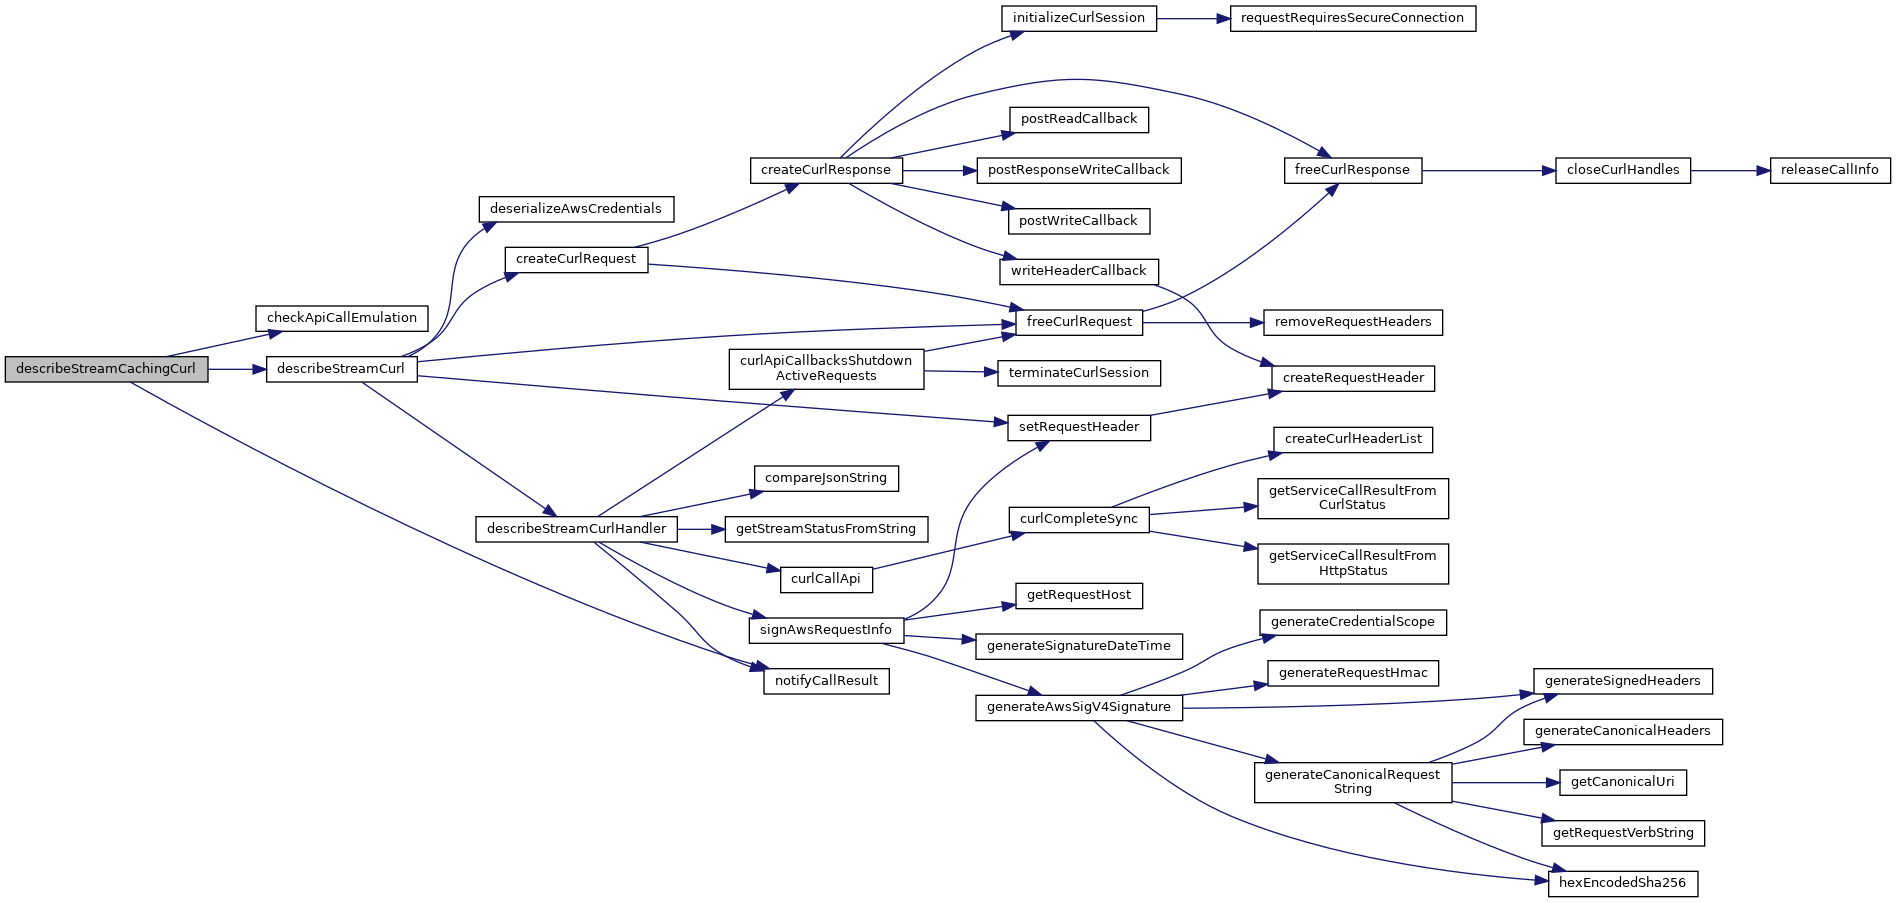 describeStreamCachingCurl
checkApiCallEmulation
describeStreamCurl
deserializeAwsCredentials
createCurlRequest
describeStreamCurlHandler
createCurlResponse
curlApiCallbacksShutdown
ActiveRequests
compareJsonString
getStreamStatusFromString
curlCallApi
signAwsRequestInfo
notifyCallResult
initializeCurlSession
postReadCallback
postResponseWriteCallback
postWriteCallback
writeHeaderCallback
freeCurlRequest
terminateCurlSession
setRequestHeader
curlCompleteSync
getRequestHost
generateSignatureDateTime
generateAwsSigV4Signature
requestRequiresSecureConnection
freeCurlResponse
removeRequestHeaders
createRequestHeader
createCurlHeaderList
getServiceCallResultFrom
CurlStatus
getServiceCallResultFrom
HttpStatus
generateCredentialScope
generateRequestHmac
generateCanonicalRequest
String
closeCurlHandles
generateSignedHeaders
generateCanonicalHeaders
getCanonicalUri
getRequestVerbString
hexEncodedSha256
releaseCallInfo